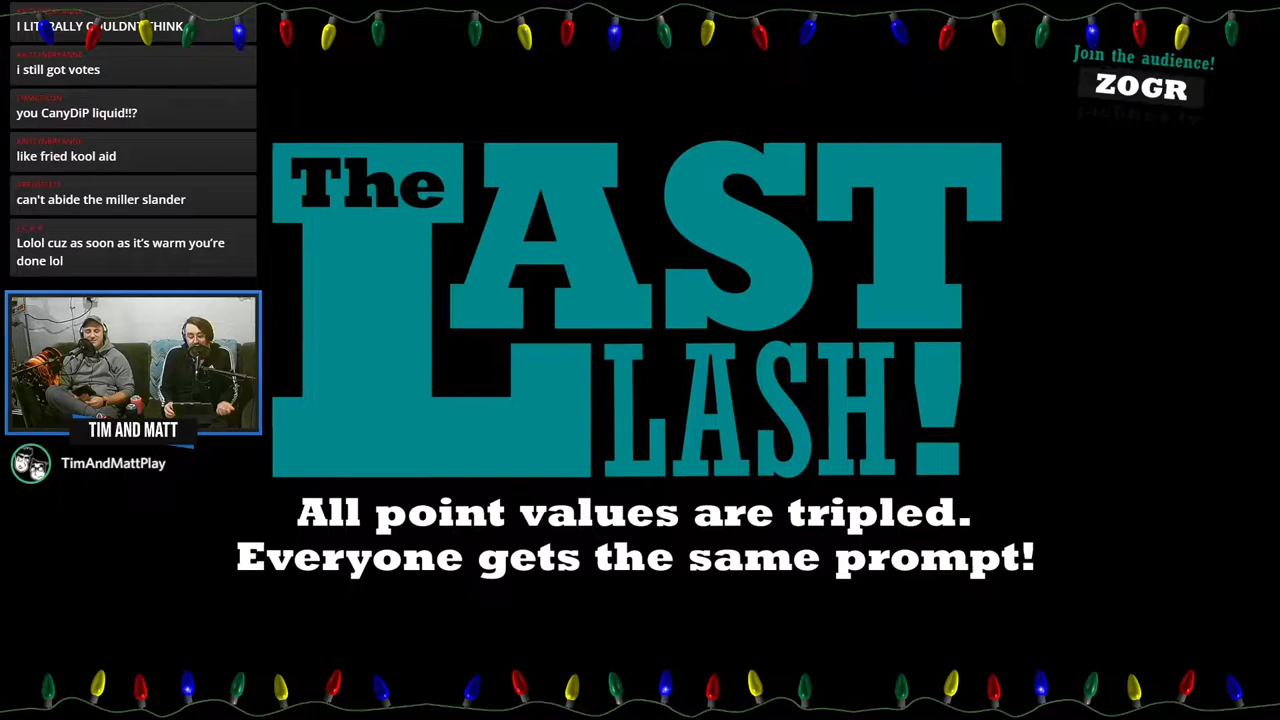 I LITERALLY COULDN'T THINK
i still got votes
you CanyDiP liquid!!?
like fried kool aid
can't abide the miller slander
Lolol cuz as soon as it's warm you're
done lol
TIM AND MATT
TimAndMattPlay
Join the audience!
ZOGR
The LAST
LASH!
All point values are tripled.
Everyone gets the same prompt!